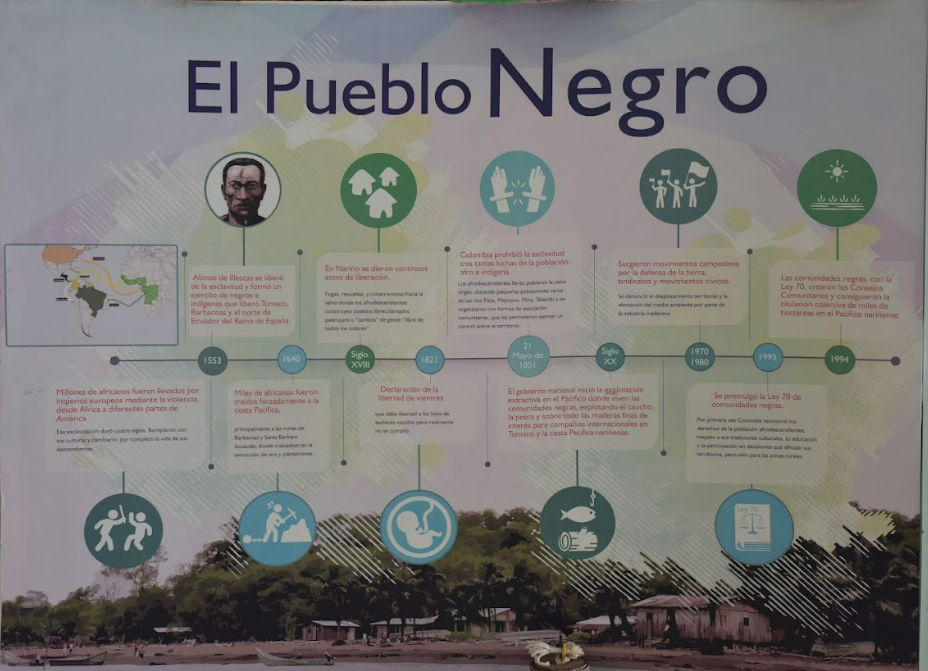 El Pueblo Negro
Alonso de Illescas se liberó
de la esclavitud y formó un
ejército de negros e
indígenas que liberó Tumaco,
Barbacoas y el norte de
Ecuador del Reino de España.
En Nariño se dieron continuos
actos de liberación.
Fugas, revueltas, y cimarronismo hacia la
selva donde los afrodescendientes
construyen pueblos libres llamados
palenques o
de gente "libre de
todos los colores"
Colombia prohibió la esclavitud
tras tantas luchas de la población
afro e indígena.
Los afrodescendientes libres poblaron la selva
virgen ubicando pequeñas poblaciones cerca
de los ríos Patía, Mejicano, Mira, Telembí y se
organizaron con formas de asociación
comunitarias, que les permitieron ejercer un
control sobre el territorio.
Surgieron movimientos campesinos
por la defensa de la tierra,
sindicatos y movimientos cívicos.
Se denunció el desplazamiento territorial y la
afectación del medio ambiente por parte de
la industria maderera.
Las comunidades negras, con la
Ley 70, crearon los Consejos
Comunitarios y consiguieron la
titulación colectiva de miles de
hectáreas en el Pacífico nariñense.
1553
1640
Siglo
XVIII
1821
21
Mayo de
1851
Siglo
XX
1970
1980
1993
1994
Millones de africanos fueron llevados por
imperios europeos mediante la violencia,
desde África a diferentes partes de
América.
Esa esclavización duró cuatro siglos. Rompieron con
sus culturas y cambiaron por completo la vida de sus
descendientes.
Miles de africanos fueron
traídos forzadamente a la
costa Pacífica,
principalmente a las minas de
Barbacoas y Santa Bárbara
Iscuandé, donde trabajaban en la
extracción de oro y plantaciones.
Declaración de la
libertad de vientres
que daba libertad a los hijos de
esclavos nacidos pero realmente
no se cumplió.
El gobierno nacional inició la explotación
extractiva en el Pacífico donde viven las
comunidades negras, explotando el caucho,
la pesca y sobre todo las maderas finas de
interés para compañías internacionales en
Tumaco y la costa Pacífica nariñense.
Se promulgó la Ley 70 de
comunidades negras.
Por primera vez Colombia reconoció los
derechos de la población afrodescendientes,
respeto a sus tradiciones culturales, su educación
y la participación en decisiones que afectan sus
territorios, pero sólo para las zonas rurales.
Ley 70